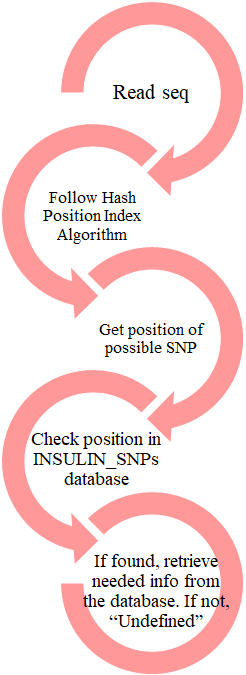 Read seq
Follow Hash
Position Index
Algorithm
Get position of
possible SNP
Check position in
INSULIN_SNPs
database
If found, retrieve
needed info from
the database. If not,
“Undefined”